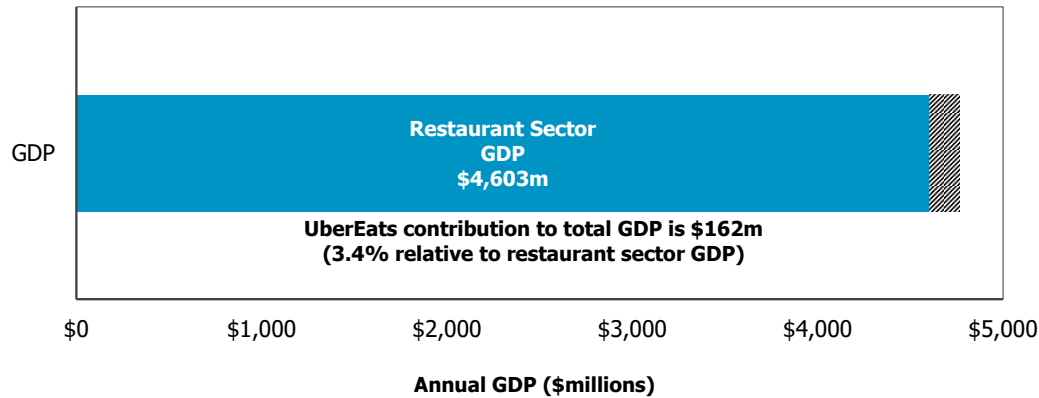 Restaurant Sector
GDP
$4,603m
GDP
UberEats contribution to total GDP is $162m
(3.4% relative to restaurant sector GDP)
$0 $1,000 $2,000 $3,000 $4,000 $5,000
Annual GDP ($millions)